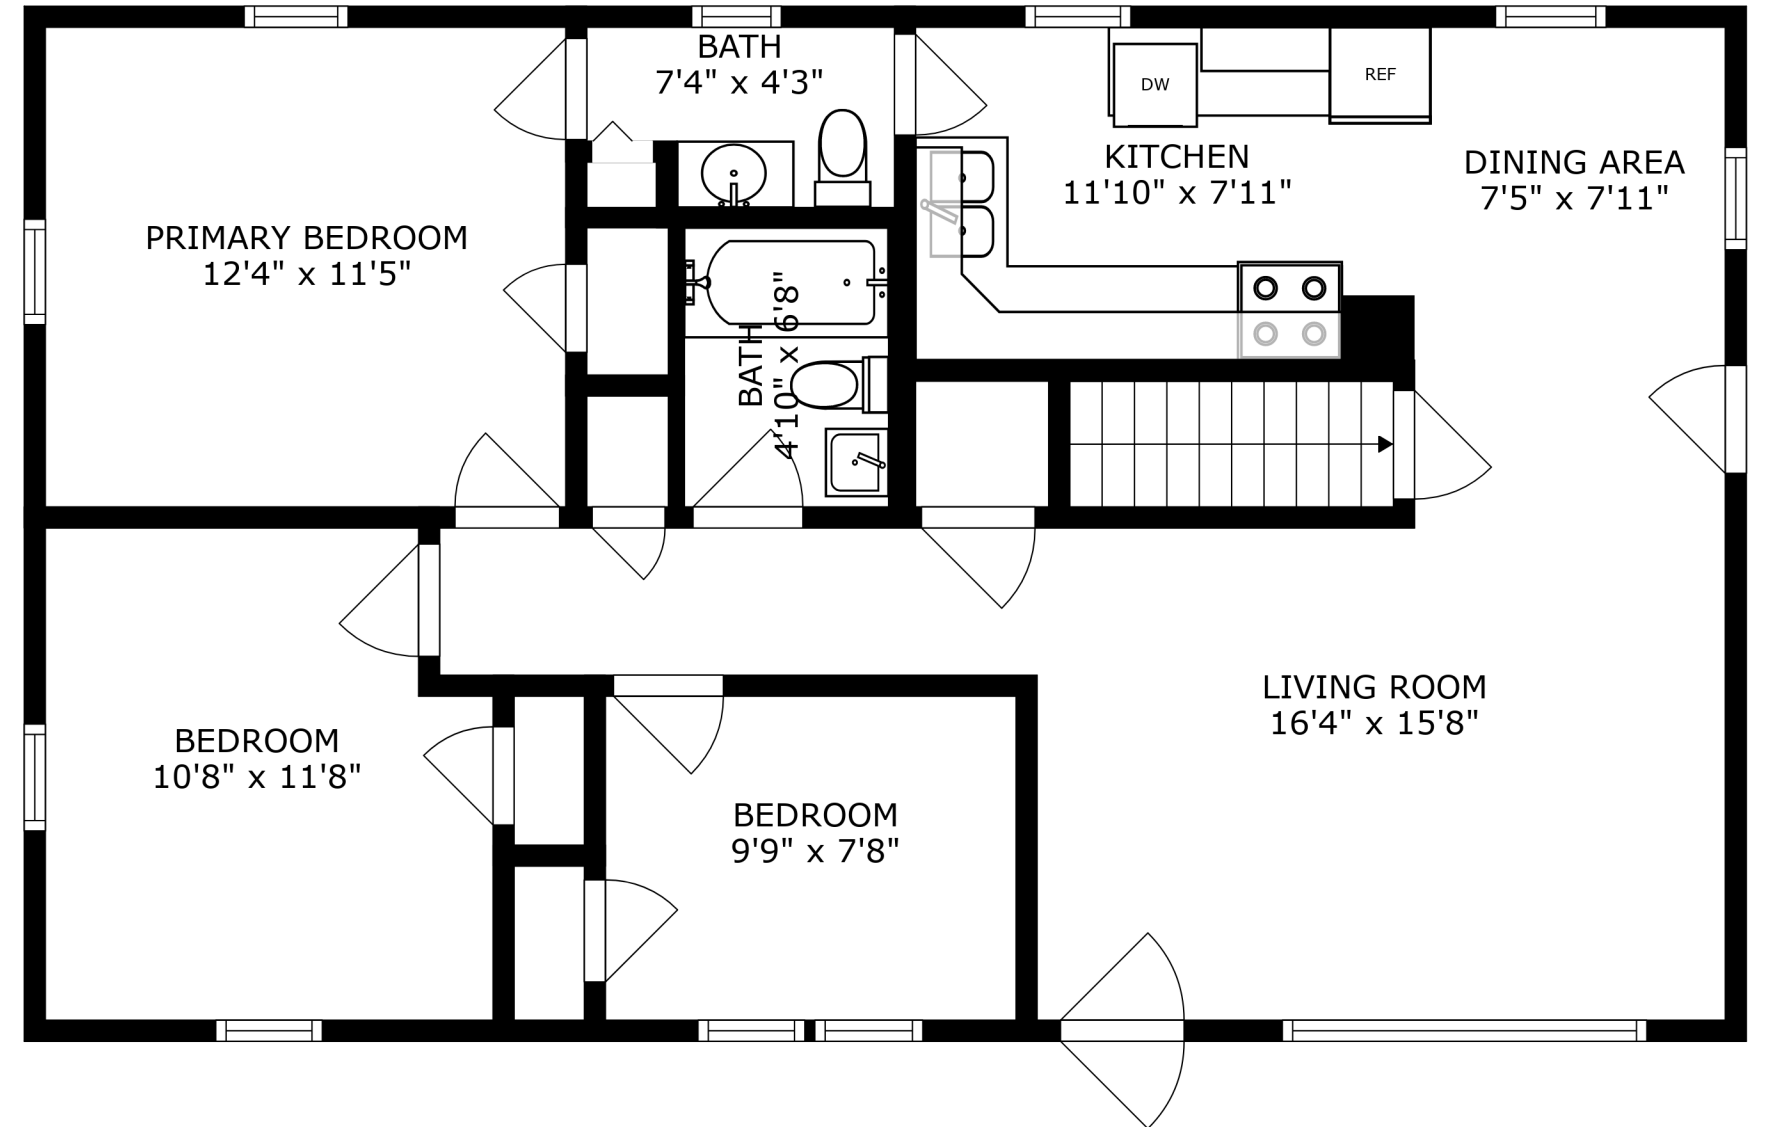 BATH
7'4" x 4'3"
DW
REF
KITCHEN
11'10" x 7'11"
DINING AREA
7'5" x 7'11"
PRIMARY BEDROOM
12'4" x 11'5"
BATH
4'10" x 6'8"
LIVING ROOM
16'4" x 15'8"
BEDROOM
10'8" x 11'8"
BEDROOM
9'9" x 7'8"